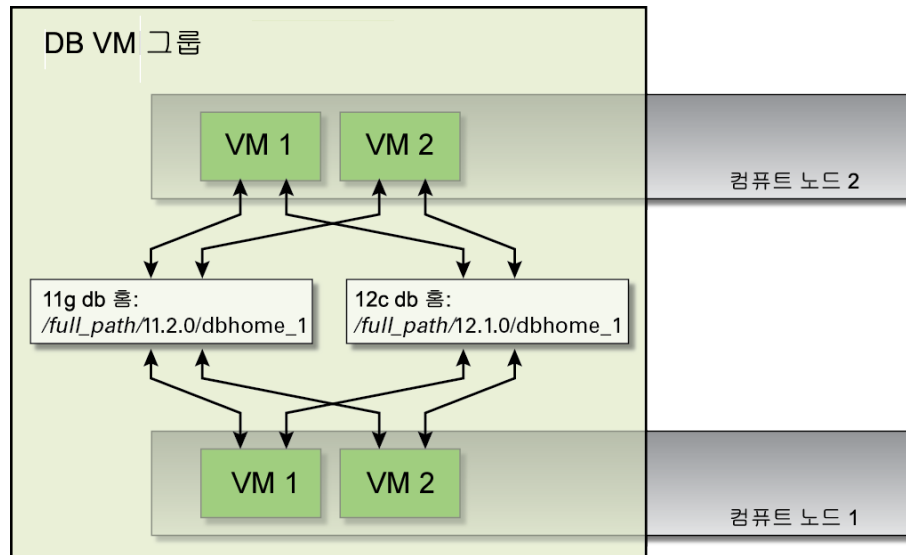 DB VM 그룹
VM 1
VM 2
컴퓨트 노드 2
11g db 홈:
/full_path/11.2.0/dbhome_1
12c db 홈:
/full_path/12.1.0/dbhome_1
VM 1
VM 2
컴퓨트 노드 1